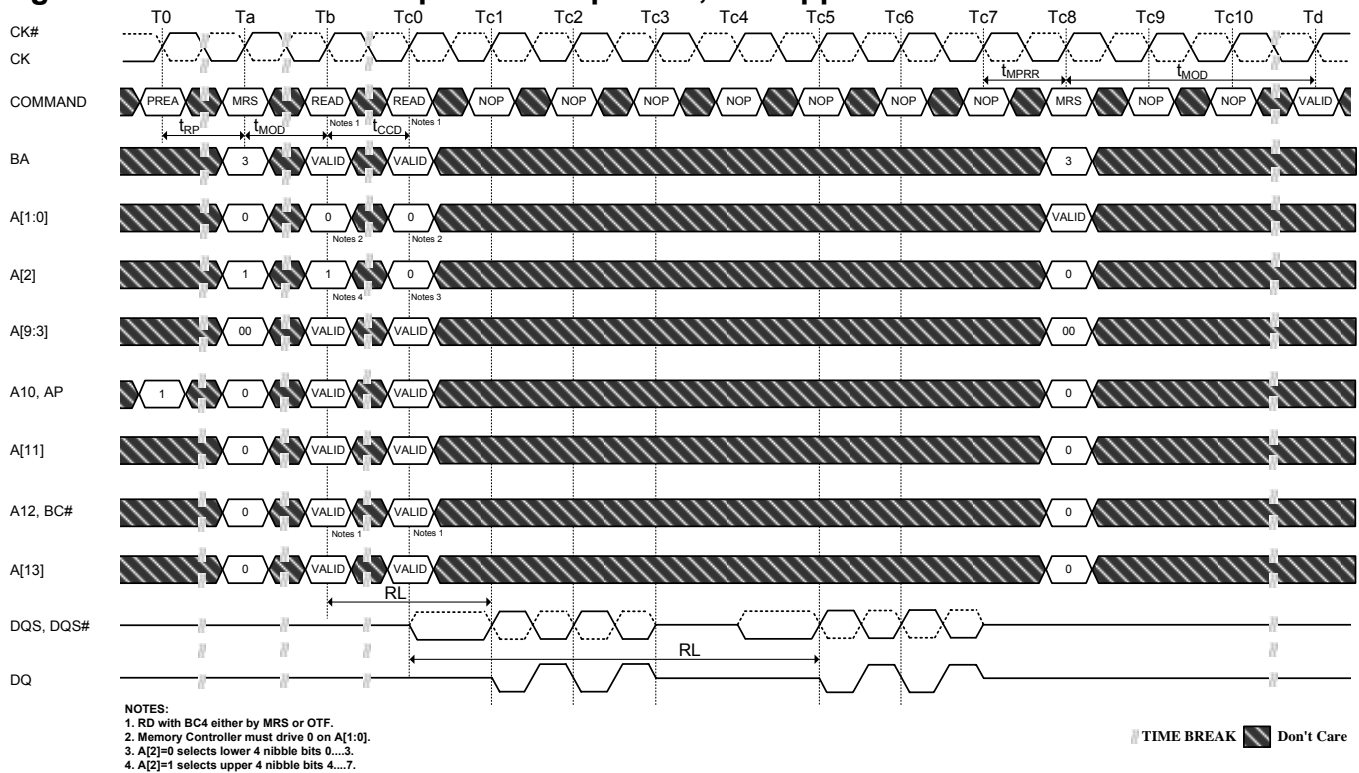 T0 Ta Tb Tc0 Tc1 Tc2 Tc3 Tc4 Tc5 Tc6 Tc7 Tc8 Tc9 Tc10 Td
CK#
CK
tMPRR tMOD
COMMAND PREA MRS READ READ NOP NOP NOP NOP NOP NOP NOP MRS NOP NOP VALID
Notes 1 Notes 1
tRP tMOD tCCD
BA 3 VALID VALID 3
A[1:0] 0 0 0 VALID
Notes 2 Notes 2
A[2] 1 1 0 0
Notes 4 Notes 3
A[9:3] 00 VALID VALID 00
A10, AP 1 0 VALID VALID 0
A[11] 0 VALID VALID 0
A12, BC# 0 VALID VALID 0
Notes 1 Notes 1
A[13] 0 VALID VALID 0
RL
DQS, DQS#
RL
DQ
NOTES:
1. RD with BC4 either by MRS or OTF.
2. Memory Controller must drive 0 on A[1:0].
3. A[2]=0 selects lower 4 nibble bits 0....3.
4. A[2]=1 selects upper 4 nibble bits 4....7.
TIME BREAK Don't Care